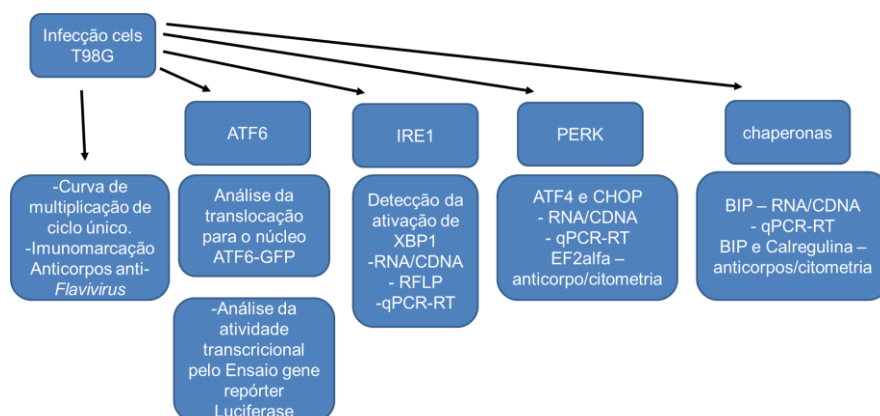 Infecção cels
T98G
ATF6
IRE1
PERK
chaperonas
-Curva de
multiplicação de
ciclo único.
-Imunomarcação
Anticorpos anti-
Flavivirus
Análise da
translocação
para o núcleo
ATF6-GFP
-Análise da
atividade
transcricional
pelo Ensaio gene
repórter
Luciferase
Detecção da
ativação de
XBP1
-RNA/CDNA
- RFLP
-qPCR-RT
ATF4 e CHOP
- RNA/CDNA
- qPCR-RT
EF2alfa –
anticorpo/citometria
BIP – RNA/CDNA
- qPCR-RT
BIP e Calregulina –
anticorpos/citometria